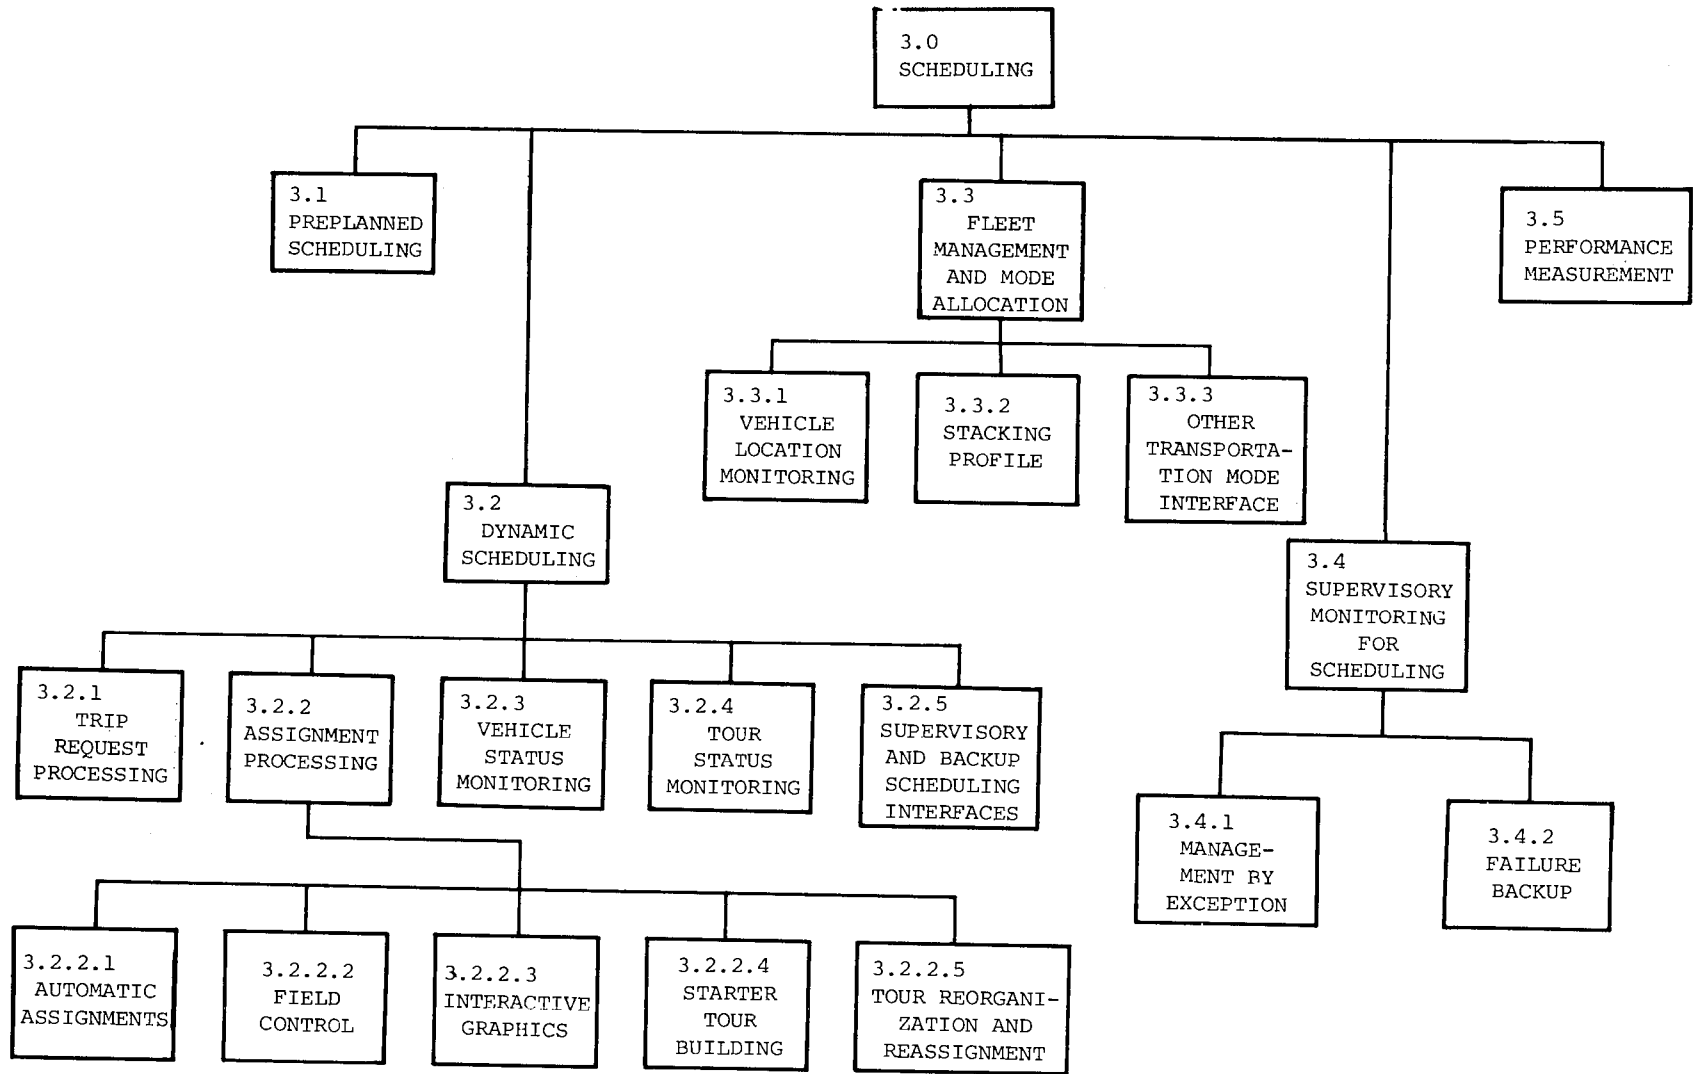 3.0
SCHEDULING
3.1
PREPLANNED
SCHEDULING
3.3
FLEET
MANAGEMENT
AND MODE
ALLOCATION
3.5
PERFORMANCE
MEASUREMENT
3.3.1
VEHICLE
LOCATION
MONITORING
3.3.2
STACKING
PROFILE
3.3.3
OTHER
TRANSPORTA-
TION MODE
INTERFACE
3.2
DYNAMIC
SCHEDULING
3.4
SUPERVISORY
MONITORING
FOR
SCHEDULING
3.2.1
TRIP
REQUEST
PROCESSING
3.2.2
ASSIGNMENT
PROCESSING
3.2.3
VEHICLE
STATUS
MONITORING
3.2.4
TOUR
STATUS
MONITORING
3.2.5
SUPERVISORY
AND BACKUP
SCHEDULING
INTERFACES
3.4.1
MANAGE-
MENT BY
EXCEPTION
3.4.2
FAILURE
BACKUP
3.2.2.1
AUTOMATIC
ASSIGNMENTS
3.2.2.2
FIELD
CONTROL
3.2.2.3
INTERACTIVE
GRAPHICS
3.2.2.4
STARTER
TOUR
BUILDING
3.2.2.5
TOUR REORGANI-
ZATION AND
REASSIGNMENT